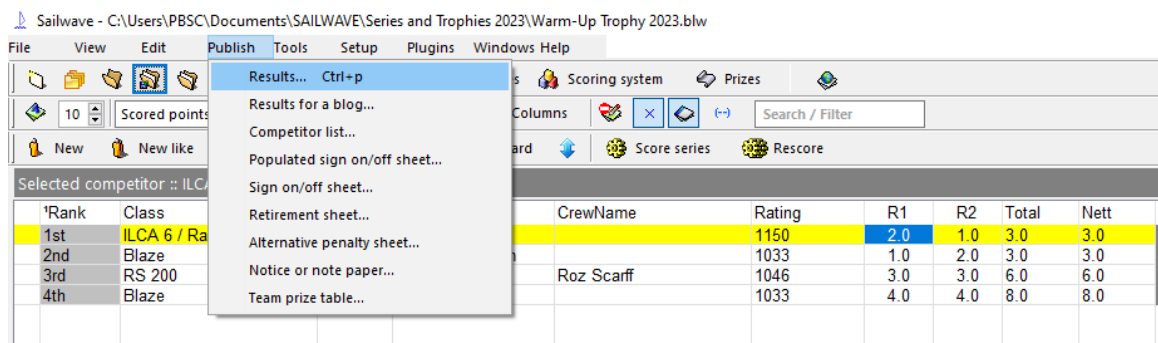 Sailwave - C:\Users\PBSC\Documents\SAILWAVE\Series and Trophies 2023\Warm-Up Trophy 2023.blw
File View Edit Publish Tools Setup Plugins Windows Help
Results... Ctrl+p
Results for a blog...
Competitor list...
Populated sign on/off sheet...
Sign on/off sheet...
Retirement sheet...
Alternative penalty sheet...
Notice or note paper...
Team prize table...
Scoring system Prizes
10 Scored points Columns (--) Search / Filter
New New like Score series Rescore
Selected competitor :: ILCA
¹Rank Class CrewName Rating R1 R2 Total Nett
1st ILCA 6 / Ra 1150 2.0 1.0 3.0 3.0
2nd Blaze 1033 1.0 2.0 3.0 3.0
3rd RS 200 Roz Scarff 1046 3.0 3.0 6.0 6.0
4th Blaze 1033 4.0 4.0 8.0 8.0